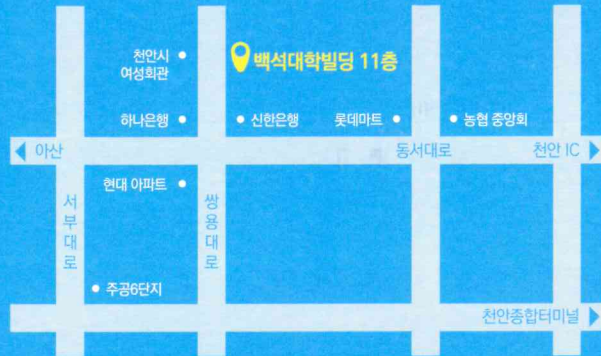 천안시
여성회관
백석대학빌딩 11층
하나은행
신한은행
롯데마트
농협 중앙회
아산
동서대로
천안 IC
현대 아파트
서부대로
쌍용대로
주공6단지
천안종합터미널